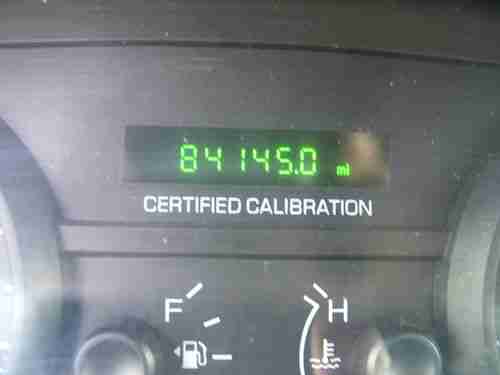 84145.0 mi
CERTIFIED CALIBRATION
F H